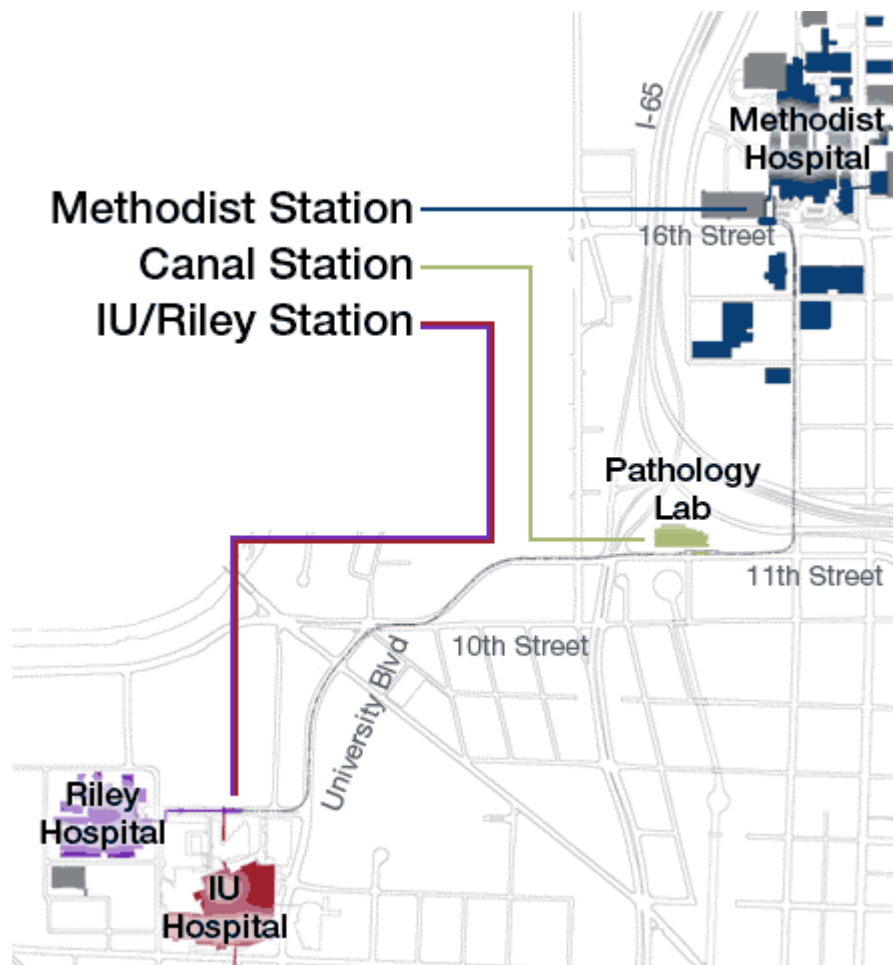 I-65
Methodist
Hospital
Methodist Station
16th Street
Canal Station
IU/Riley Station
Pathology
Lab
11th Street
10th Street
University Blvd
Riley
Hospital
IU
Hospital